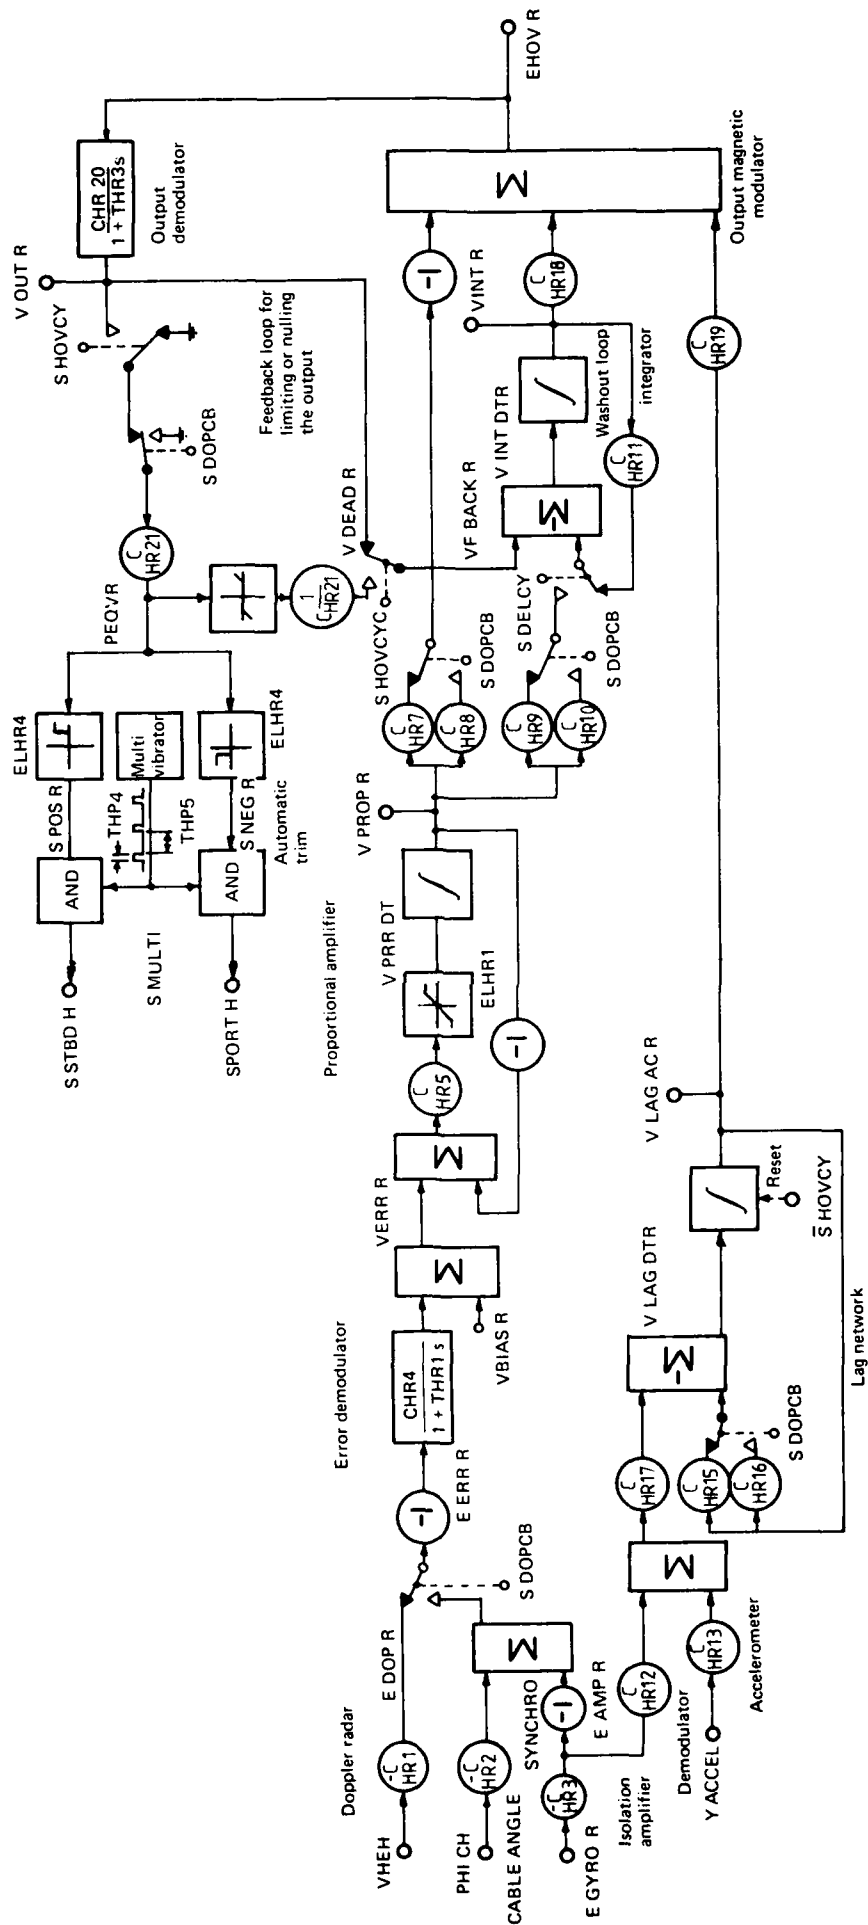 EHOV R
CHR 20
1 + THR3s
Output
demodulator
V OUT R
S HOVCY
S DOPCB
Feedback loop for
limiting or nulling
the output
C
HR21
PEQVR
1
CHR21
V DEAD R
S HOVCYC
ELHR4
S POS R
Multi
vibrator
THP4
THP5
ELHR4
S NEG R
Automatic
trim
AND
AND
S MULTI
S STBD H
SPORT H
Σ
Output magnetic
modulator
-1
VINT R
C
HR18
Washout loop
integrator
C
HR11
V INT DTR
Σ-
VF BACK R
S DELCY
S DOPCB
C
HR7
C
HR8
S DOPCB
C
HR9
C
HR10
C
HR19
V PROP R
Proportional amplifier
V PRR DT
ELHR1
-1
C
HR5
Σ
VERR R
Σ
VBIAS R
Error demodulator
CHR4
1 + THR1 s
E ERR R
-1
S DOPCB
E DOP R
Doppler radar
-C
HR1
VHEH
-C
HR2
PHI CH
CABLE ANGLE
Σ
SYNCHRO
-1
E AMP R
-C
HR3
E GYRO R
Isolation
amplifier
C
HR12
Demodulator
Y ACCEL
-C
HR13
Accelerometer
Σ
C
HR17
C
HR15
C
HR16
S DOPCB
Σ-
V LAG DTR
Reset
S̄ HOVCY
V LAG AC R
Lag network